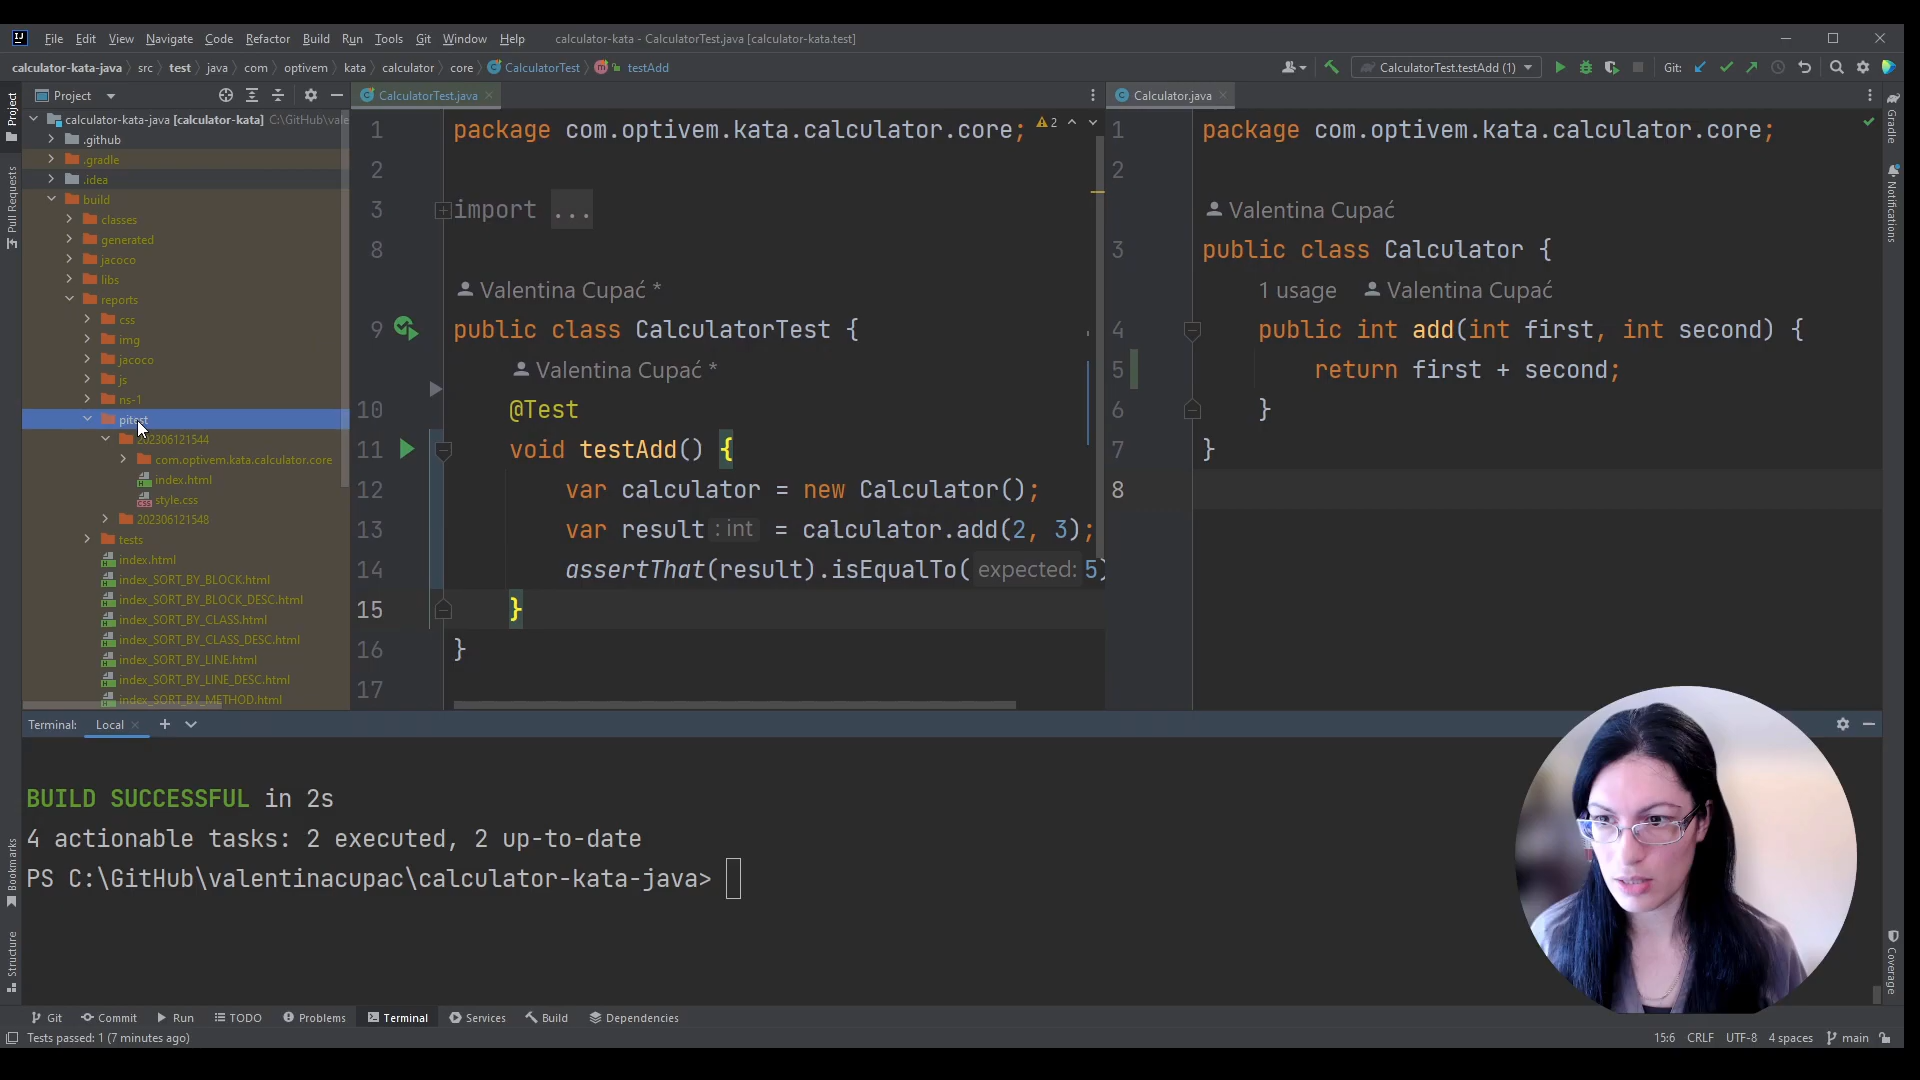 File Edit View Navigate Code Refactor Build Run Tools Git Window Help calculator-kata - CalculatorTest.java [calculator-kata.test]
calculator-kata-java src test java com optivem kata calculator core CalculatorTest testAdd CalculatorTest.testAdd (1) Git:
Project
CalculatorTest.java
Calculator.java
Project
Pull Requests
Bookmarks
Structure
calculator-kata-java [calculator-kata] C:\GitHub\vale
.github
.gradle
.idea
build
classes
generated
jacoco
libs
reports
css
img
jacoco
js
ns-1
pitest
202306121544
com.optivem.kata.calculator.core
index.html
style.css
202306121548
tests
index.html
index_SORT_BY_BLOCK.html
index_SORT_BY_BLOCK_DESC.html
index_SORT_BY_CLASS.html
index_SORT_BY_CLASS_DESC.html
index_SORT_BY_LINE.html
index_SORT_BY_LINE_DESC.html
index_SORT_BY_METHOD.html
1 package com.optivem.kata.calculator.core; 2
2
3 import ...
8
Valentina Cupać *
9 public class CalculatorTest {
Valentina Cupać *
10 @Test
11 void testAdd() {
12 var calculator = new Calculator();
13 var result : int = calculator.add(2, 3);
14 assertThat(result).isEqualTo( expected: 5)
15 }
16 }
17
1 package com.optivem.kata.calculator.core;
2
Valentina Cupać
3 public class Calculator {
1 usage Valentina Cupać
4 public int add(int first, int second) {
5 return first + second;
6 }
7 }
8
Gradle
Notifications
Coverage
Terminal: Local
BUILD SUCCESSFUL in 2s
4 actionable tasks: 2 executed, 2 up-to-date
PS C:\GitHub\valentinacupac\calculator-kata-java>
Git Commit Run TODO Problems Terminal Services Build Dependencies
Tests passed: 1 (7 minutes ago) 15:6 CRLF UTF-8 4 spaces main